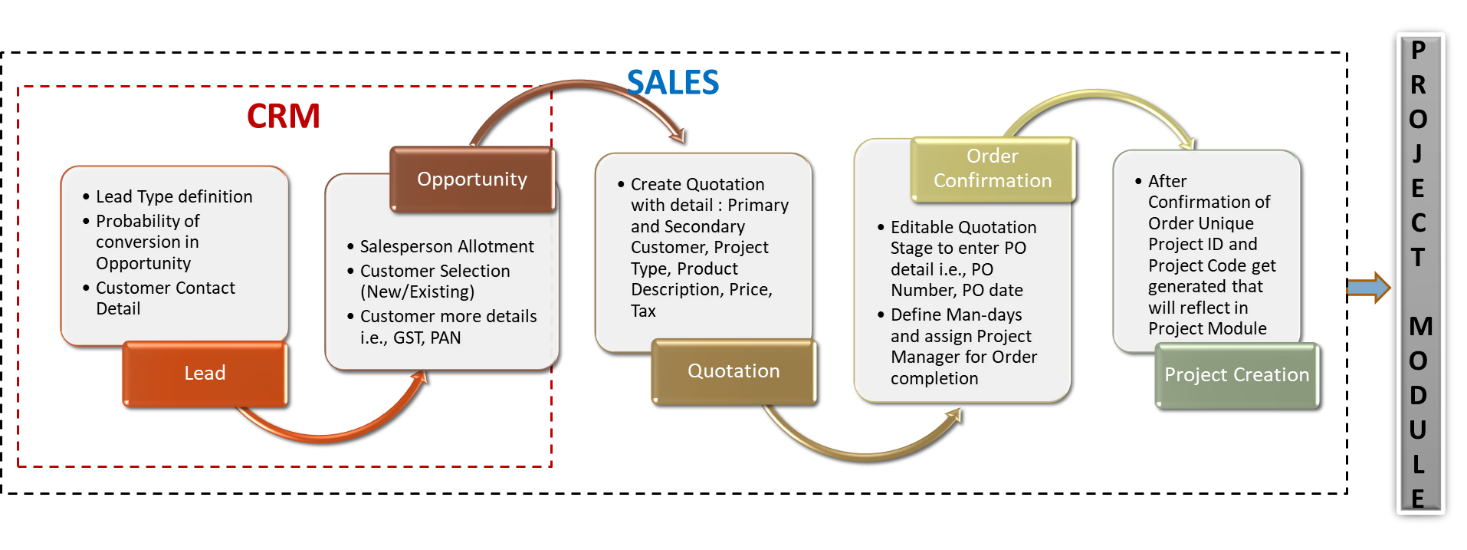 SALES
CRM
• Lead Type definition
• Probability of
conversion in
Opportunity
• Customer Contact
Detail
Lead
Opportunity
• Salesperson Allotment
• Customer Selection
(New/Existing)
• Customer more details
i.e., GST, PAN
• Create Quotation
with detail : Primary
and Secondary
Customer, Project
Type, Product
Description, Price,
Tax
Quotation
Order
Confirmation
• Editable Quotation
Stage to enter PO
detail i.e., PO
Number, PO date
• Define Man-days
and assign Project
Manager for Order
completion
• After
Confirmation of
Order Unique
Project ID and
Project Code get
generated that
will reflect in
Project Module
Project Creation
PROJECT MODULE